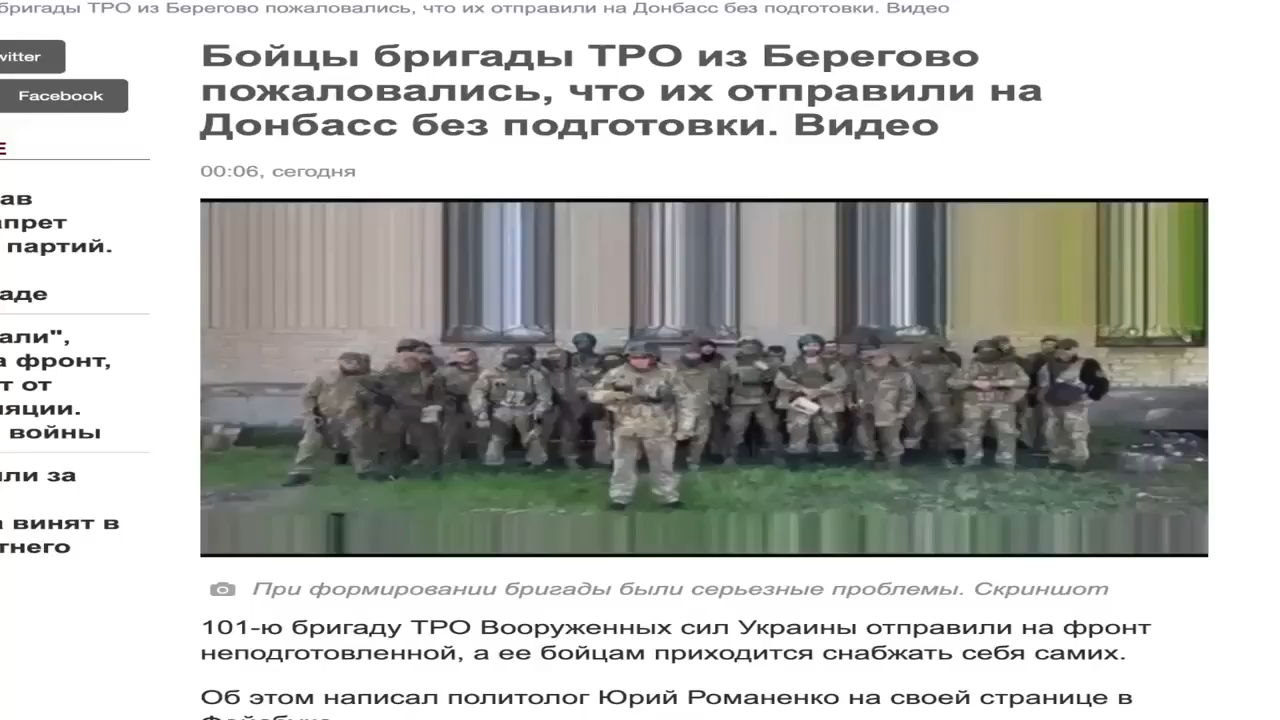 бригады ТРО из Берегово пожаловались, что их отправили на Донбасс без подготовки. Видео
witter
Facebook
Е
ав
апрет
партий.
аде
али",
а фронт,
т от
яции.
войны
или за
а винят в
тнего
Бойцы бригады ТРО из Берегово
пожаловались, что их отправили на
Донбасс без подготовки. Видео
00:06, сегодня
При формировании бригады были серьезные проблемы. Скриншот
101-ю бригаду ТРО Вооруженных сил Украины отправили на фронт
неподготовленной, а ее бойцам приходится снабжать себя самих.
Об этом написал политолог Юрий Романенко на своей странице в